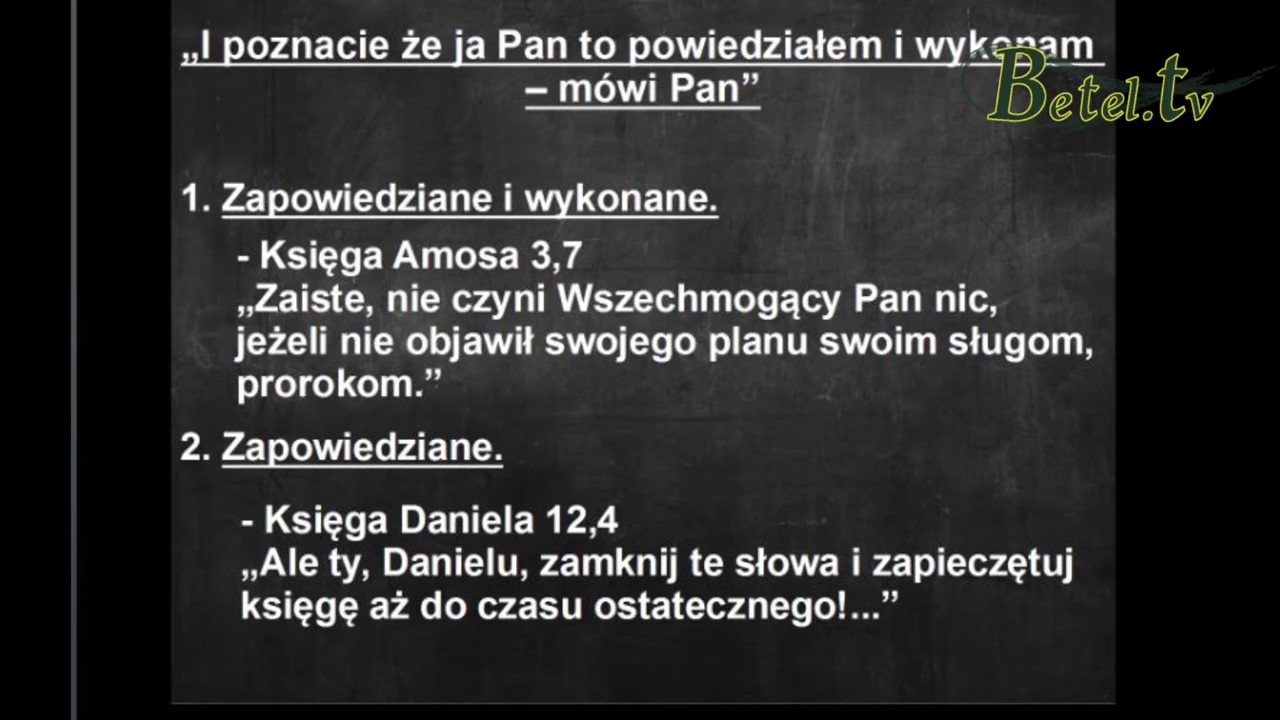 „I poznacie że ja Pan to powiedziałem i wykonam
– mówi Pan”
Betel.tv
1. Zapowiedziane i wykonane.
- Księga Amosa 3,7
„Zaiste, nie czyni Wszechmogący Pan nic,
jeżeli nie objawił swojego planu swoim sługom,
prorokom.”
2. Zapowiedziane.
- Księga Daniela 12,4
„Ale ty, Danielu, zamknij te słowa i zapieczętuj
księgę aż do czasu ostatecznego!...”